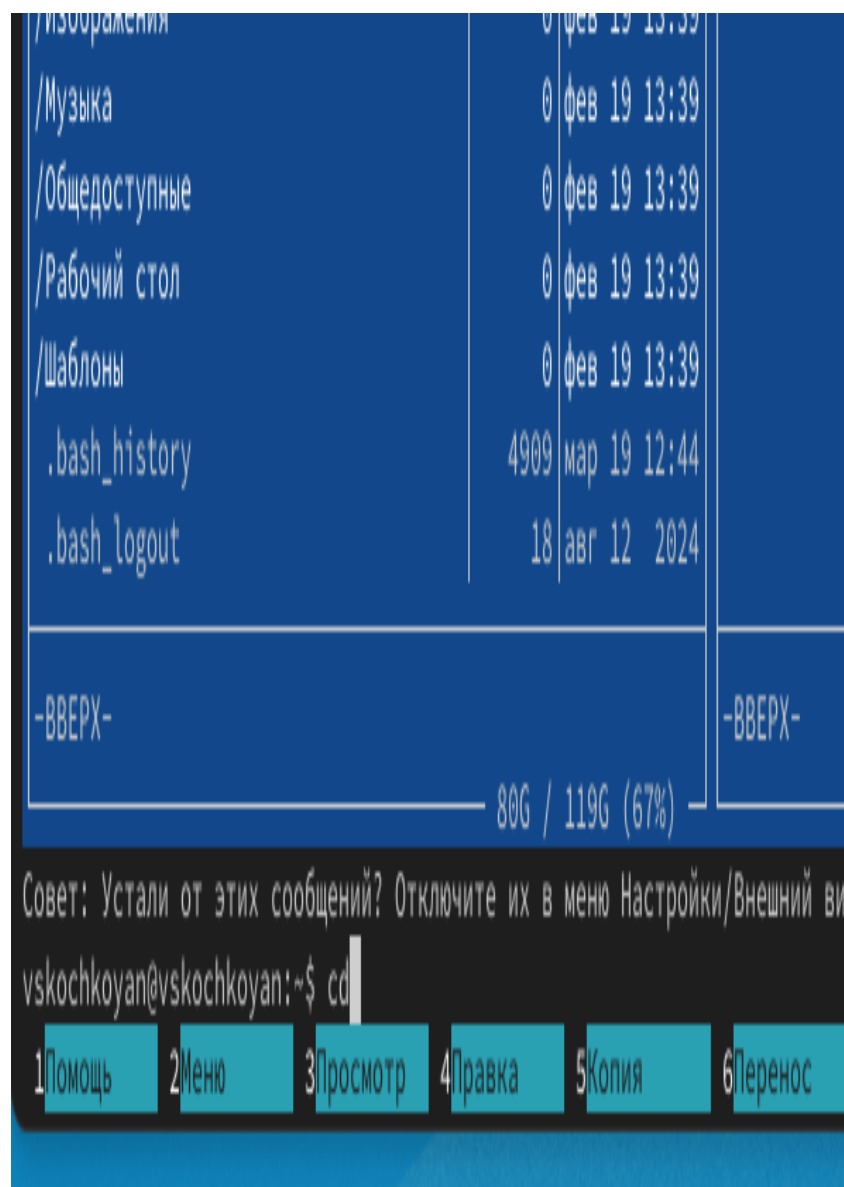 /Изображения 0 фев 19 13:39
/Музыка 0 фев 19 13:39
/Общедоступные 0 фев 19 13:39
/Рабочий стол 0 фев 19 13:39
/Шаблоны 0 фев 19 13:39
.bash_history 4909 мар 19 12:44
.bash_logout 18 авг 12 2024
-ВВЕРХ- -ВВЕРХ-
80G / 119G (67%)
Совет: Устали от этих сообщений? Отключите их в меню Настройки/Внешний ви
vskochkoyan@vskochkoyan:~$ cd
1Помощь 2Меню 3Просмотр 4Правка 5Копия 6Перенос